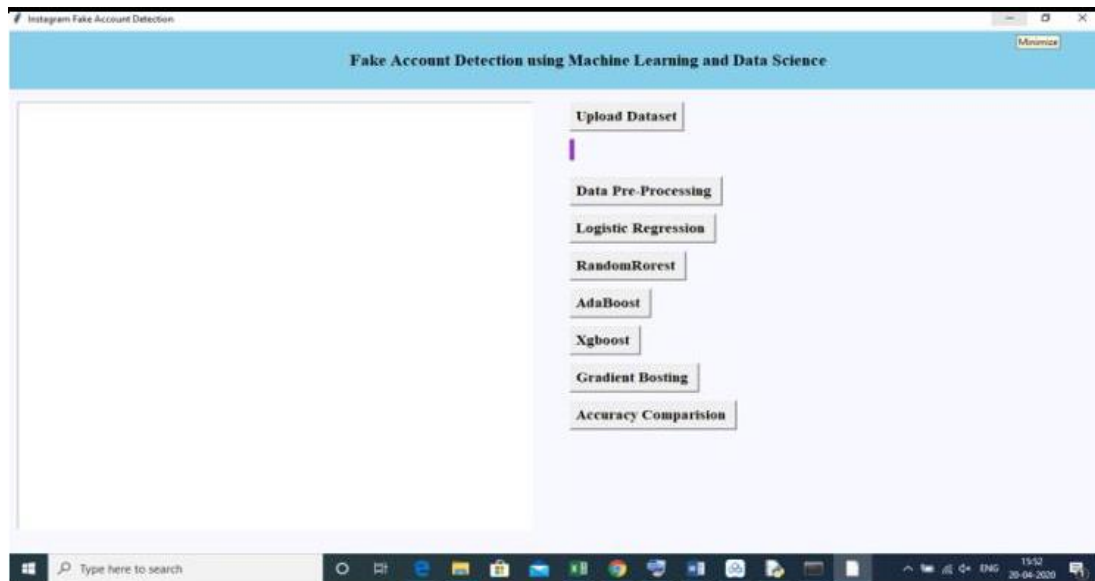 Instagram Fake Account Detection
Minimize
Fake Account Detection using Machine Learning and Data Science
Upload Dataset
Data Pre-Processing
Logistic Regression
RandomRorest
AdaBoost
Xgboost
Gradient Bosting
Accuracy Comparision
Type here to search
ENG
15:52
20-04-2020